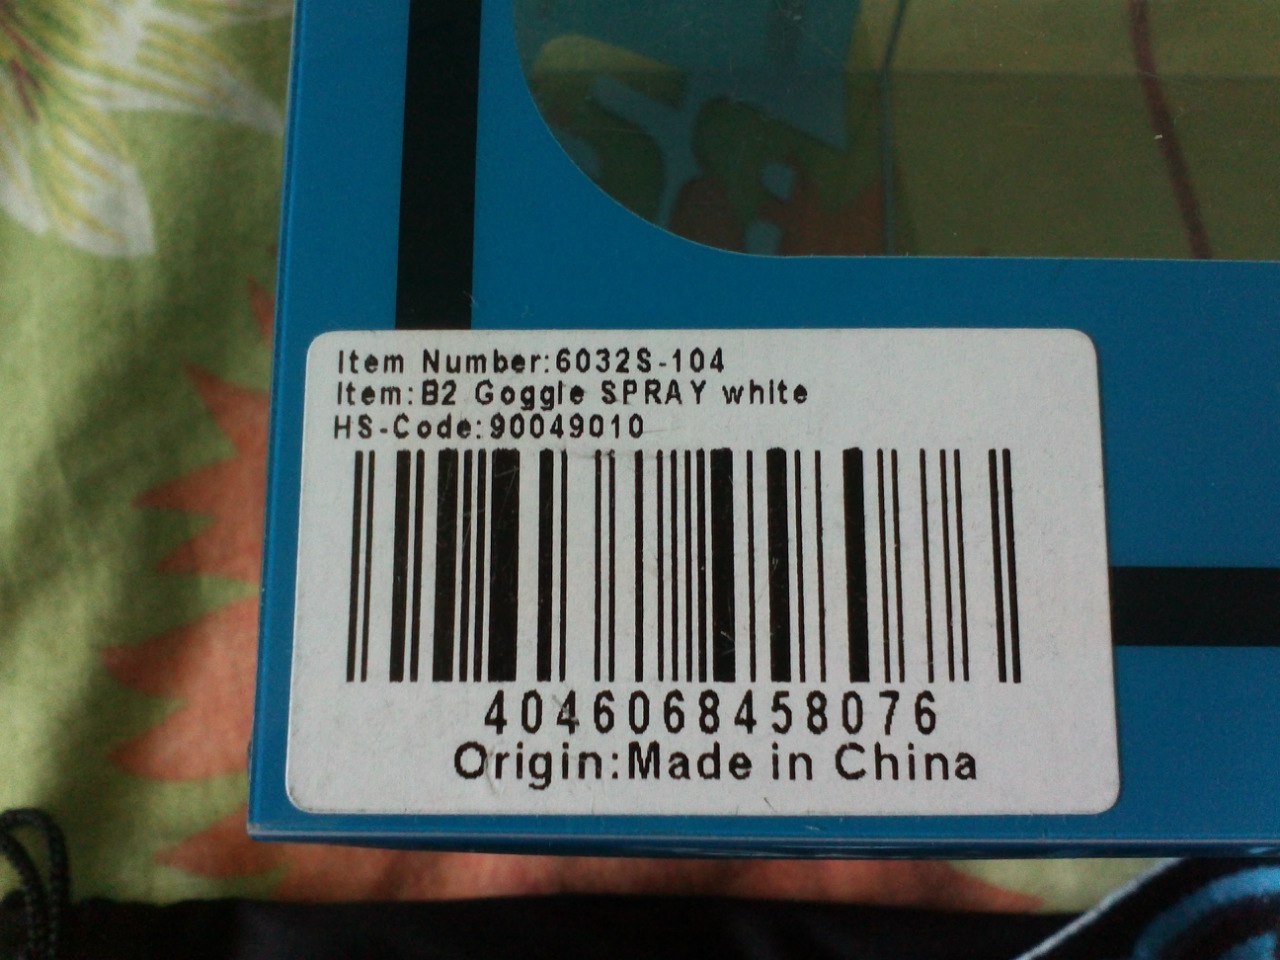 Item Number:6032S-104
Item:B2 Goggle SPRAY white
HS-Code:90049010
4046068458076
Origin:Made in China